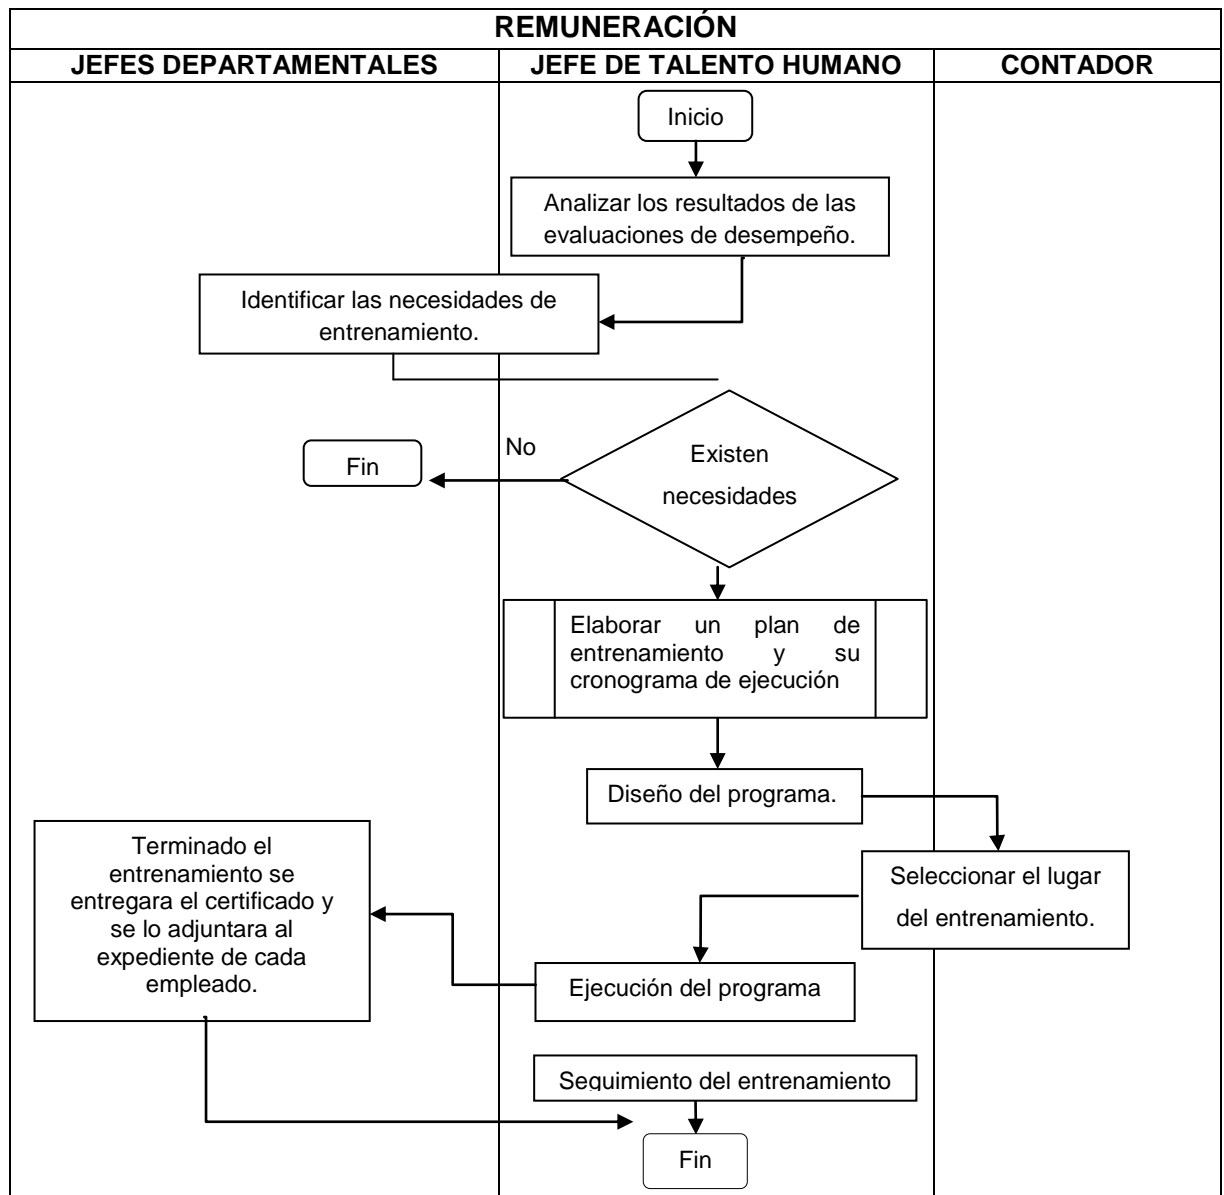 REMUNERACIÓN
JEFES DEPARTAMENTALES
JEFE DE TALENTO HUMANO
CONTADOR
Inicio
Analizar los resultados de las
evaluaciones de desempeño.
Identificar las necesidades de
entrenamiento.
No
Fin
Existen
necesidades
Elaborar un plan de
entrenamiento y su
cronograma de ejecución
Diseño del programa.
Seleccionar el lugar
del entrenamiento.
Terminado el
entrenamiento se
entregara el certificado y
se lo adjuntara al
expediente de cada
empleado.
Ejecución del programa
Seguimiento del entrenamiento
Fin